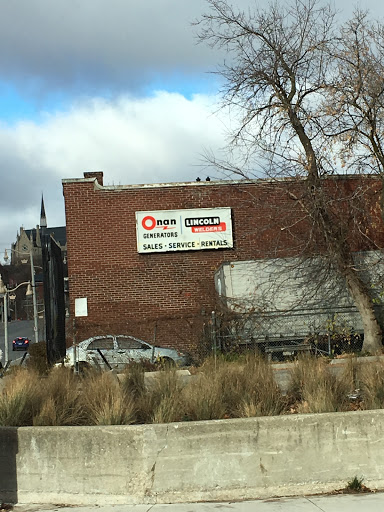 Onan
GENERATORS
LINCOLN
WELDERS
SALES • SERVICE • RENTALS